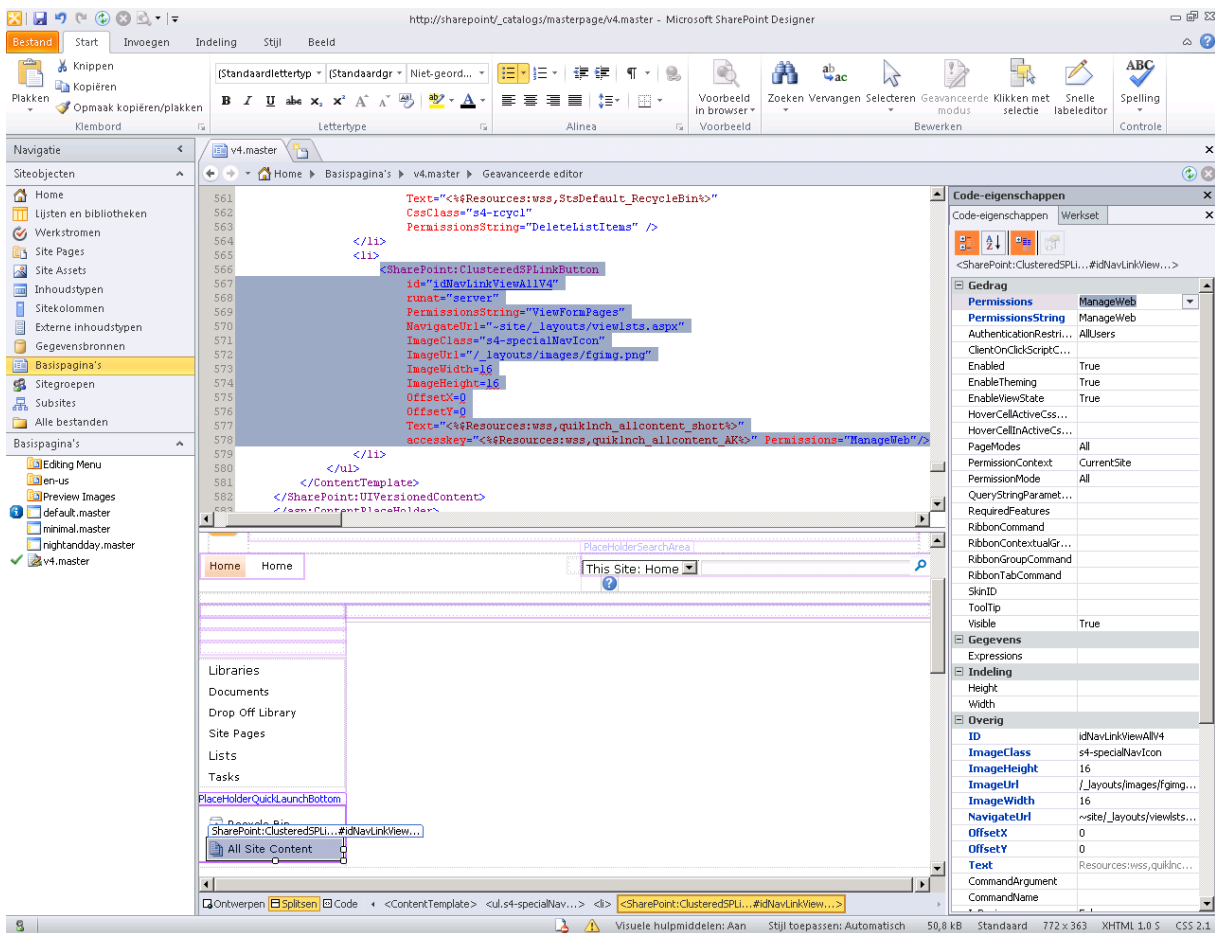 http://sharepoint/_catalogs/masterpage/v4.master - Microsoft SharePoint Designer
Bestand Start Invoegen Indeling Stijl Beeld
Plakken
Knippen
Kopiëren
Opmaak kopiëren/plakken
Klembord
(Standaardlettertyp (Standaardgr Niet-geord...
B I U abc x, x² A A A
Lettertype
Alinea
Voorbeeld in browser
Voorbeeld
Zoeken Vervangen Selecteren Geavanceerde modus Klikken met selectie Snelle labeleditor
Bewerken
ABC
Spelling
Controle
Navigatie
Siteobjecten
Home
Lijsten en bibliotheken
Werkstromen
Site Pages
Site Assets
Inhoudstypen
Sitekolommen
Externe inhoudstypen
Gegevensbronnen
Basispagina's
Sitegroepen
Subsites
Alle bestanden
Basispagina's
Editing Menu
en-us
Preview Images
default.master
minimal.master
nightandday.master
v4.master
v4.master
Home Basispagina's v4.master Geavanceerde editor
561 Text="<%$Resources:wss,StsDefault_RecycleBin%>"
562 CssClass="s4-rcycl"
563 PermissionsString="DeleteListItems" />
564 </li>
565 <li>
566 <SharePoint:ClusteredSPLinkButton
567 id="idNavLinkViewAllV4"
568 runat="server"
569 PermissionsString="ViewFormPages"
570 NavigateUrl="~site/_layouts/viewlsts.aspx"
571 ImageClass="s4-specialNavIcon"
572 ImageUrl="/_layouts/images/fgimg.png"
573 ImageWidth=16
574 ImageHeight=16
575 OffsetX=0
576 OffsetY=0
577 Text="<%$Resources:wss,quiklnch_allcontent_short%>"
578 accesskey="<%$Resources:wss,quiklnch_allcontent_AK%>" Permissions="ManageWeb"/>
579 </li>
580 </ul>
581 </ContentTemplate>
582 </SharePoint:UIVersionedContent>
583 </asp:ContentPlaceHolder>
PlaceHolderSearchArea
Home Home
This Site: Home
Libraries
Documents
Drop Off Library
Site Pages
Lists
Tasks
PlaceHolderQuickLaunchBottom
Recycle Bin
SharePoint:ClusteredSPLi...#idNavLinkView...
All Site Content
Ontwerpen Splitsen Code <ContentTemplate> <ul.s4-specialNav...> <li> <SharePoint:ClusteredSPLi...#idNavLinkView...>
Code-eigenschappen
Code-eigenschappen Werkset
<SharePoint:ClusteredSPLi...#idNavLinkView...>
Gedrag
Permissions ManageWeb
PermissionsString ManageWeb
AuthenticationRestri... AllUsers
ClientOnClickScriptC...
Enabled True
EnableTheming True
EnableViewState True
HoverCellActiveCss...
HoverCellInActiveCs...
PageModes All
PermissionContext CurrentSite
PermissionMode All
QueryStringParamet...
RequiredFeatures
RibbonCommand
RibbonContextualGr...
RibbonGroupCommand
RibbonTabCommand
SkinID
ToolTip
Visible True
Gegevens
Expressions
Indeling
Height
Width
Overig
ID idNavLinkViewAllV4
ImageClass s4-specialNavIcon
ImageHeight 16
ImageUrl /_layouts/images/fgimg...
ImageWidth 16
NavigateUrl ~site/_layouts/viewlsts...
OffsetX 0
OffsetY 0
Text Resources:wss,quiklnc...
CommandArgument
CommandName
Visuele hulpmiddelen: Aan Stijl toepassen: Automatisch 50,8 kB Standaard 772 x 363 XHTML 1.0 S CSS 2.1